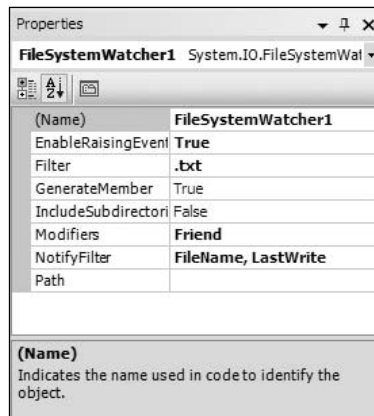 Properties
FileSystemWatcher1 System.IO.FileSystemWat
(Name) FileSystemWatcher1
EnableRaisingEvent True
Filter .txt
GenerateMember True
IncludeSubdirectori False
Modifiers Friend
NotifyFilter FileName, LastWrite
Path
(Name)
Indicates the name used in code to identify the
object.